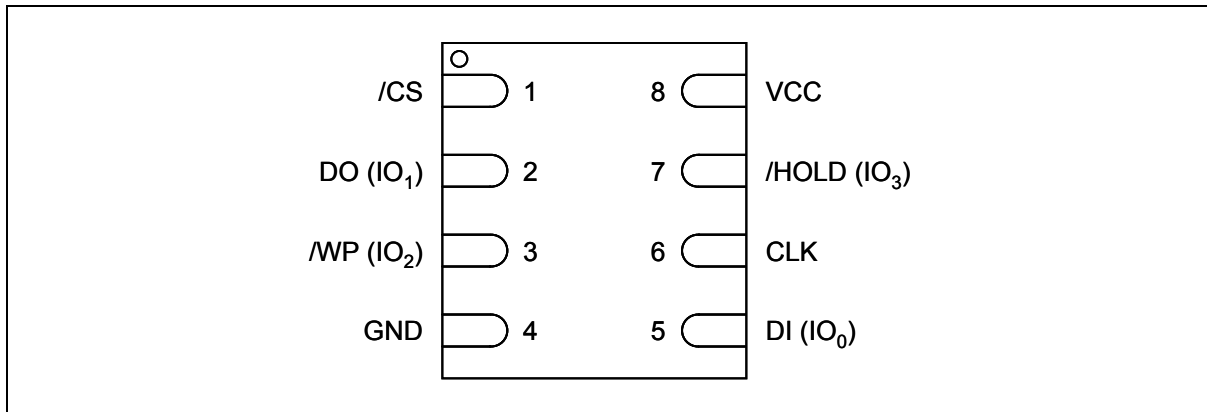 /CS 1 8 VCC
DO (IO₁) 2 7 /HOLD (IO₃)
/WP (IO₂) 3 6 CLK
GND 4 5 DI (IO₀)